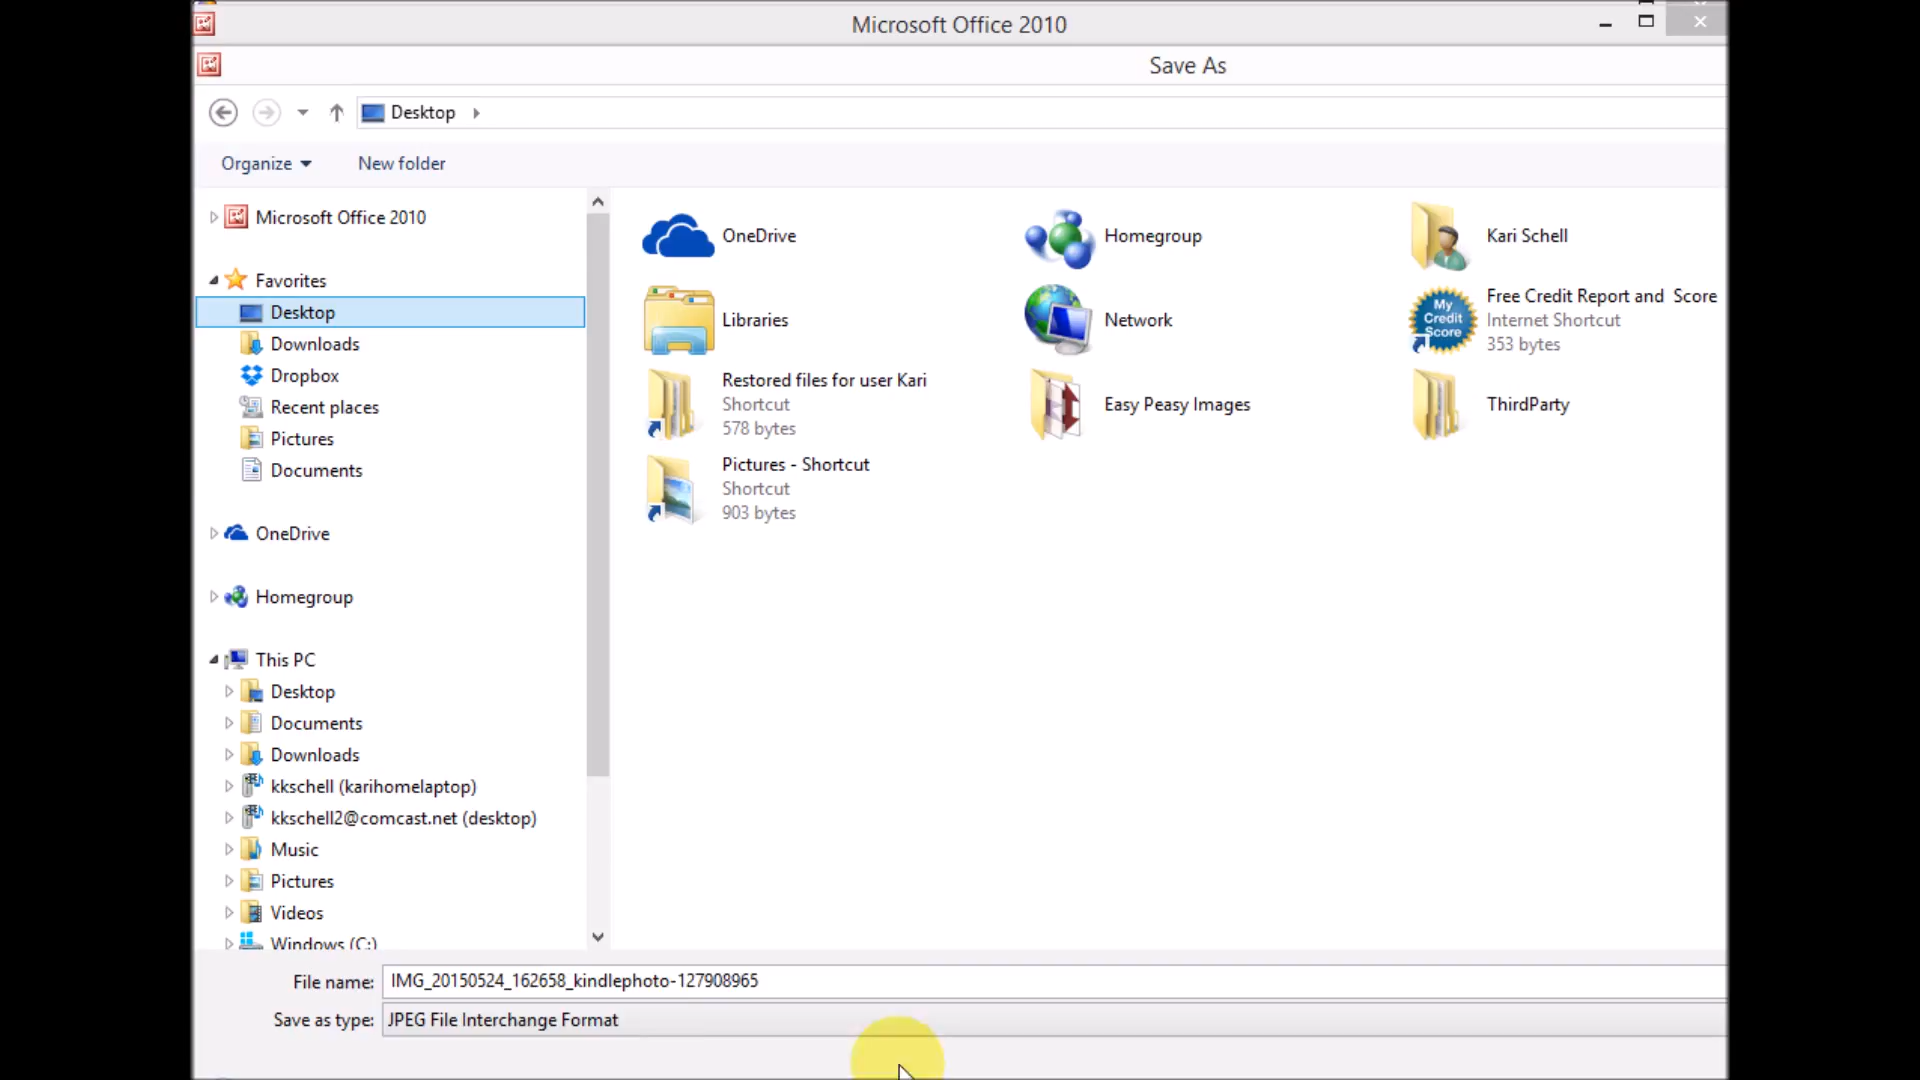 Microsoft Office 2010
Save As
Desktop
Organize
New folder
Microsoft Office 2010
Favorites
Desktop
Downloads
Dropbox
Recent places
Pictures
Documents
OneDrive
Homegroup
This PC
Desktop
Documents
Downloads
kkschell (karihomelaptop)
kkschell2@comcast.net (desktop)
Music
Pictures
Videos
Windows (C:)
OneDrive
Homegroup
Kari Schell
Libraries
Network
My
Credit
Score
Free Credit Report and Score
Internet Shortcut
353 bytes
Restored files for user Kari
Shortcut
578 bytes
Easy Peasy Images
ThirdParty
Pictures - Shortcut
Shortcut
903 bytes
File name: IMG_20150524_162658_kindlephoto-127908965
Save as type: JPEG File Interchange Format